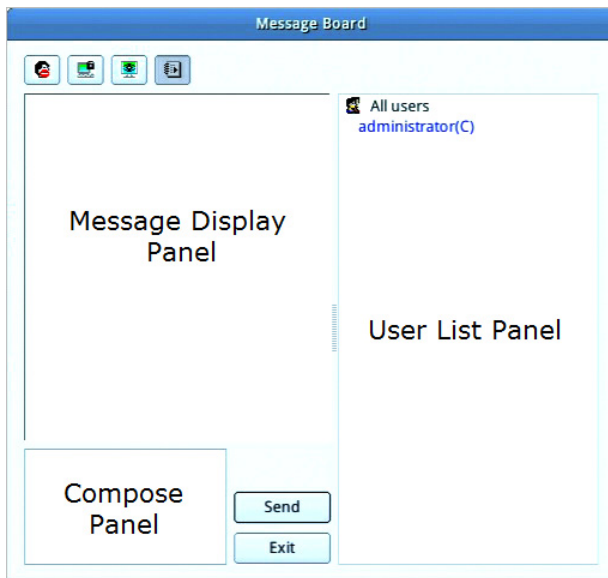 Message Board
All users
administrator(C)
Message Display
Panel
User List Panel
Compose
Panel
Send
Exit